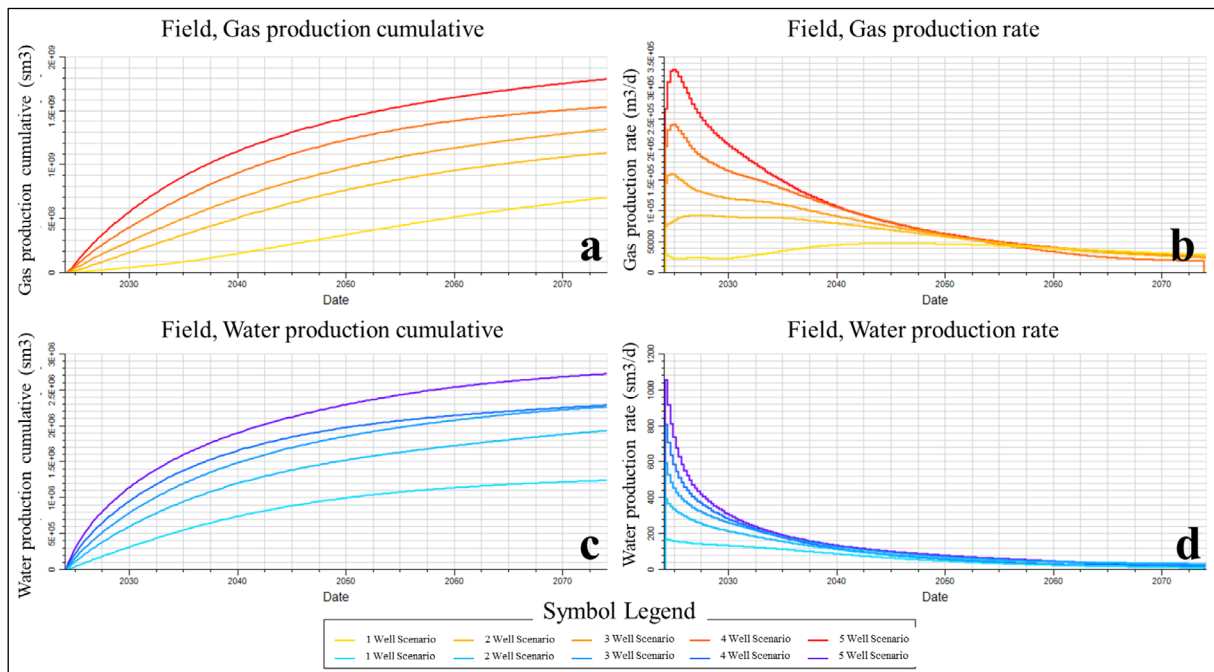 Field, Gas production cumulative
Gas production cumulative (sm3)
2E+09
1.5E+09
1E+09
5E+08
0
2030 2040 2050 2060 2070
Date
a
Field, Gas production rate
Gas production rate (m3/d)
3.5E+05
3E+05
2.5E+05
2E+05
1.5E+05
1E+05
50000
0
2030 2040 2050 2060 2070
Date
b
Field, Water production cumulative
Water production cumulative (sm3)
3E+06
2.5E+06
2E+06
1.5E+06
1E+06
5E+05
0
2030 2040 2050 2060 2070
Date
c
Field, Water production rate
Water production rate (sm3/d)
1200
1000
800
600
400
200
0
2030 2040 2050 2060 2070
Date
d
Symbol Legend
1 Well Scenario 2 Well Scenario 3 Well Scenario 4 Well Scenario 5 Well Scenario
1 Well Scenario 2 Well Scenario 3 Well Scenario 4 Well Scenario 5 Well Scenario